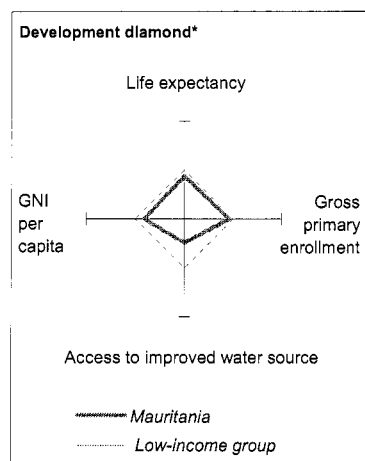 Development diamond*
Life expectancy
GNI
per
capita
Gross
primary
enrollment
Access to improved water source
Mauritania
Low-income group